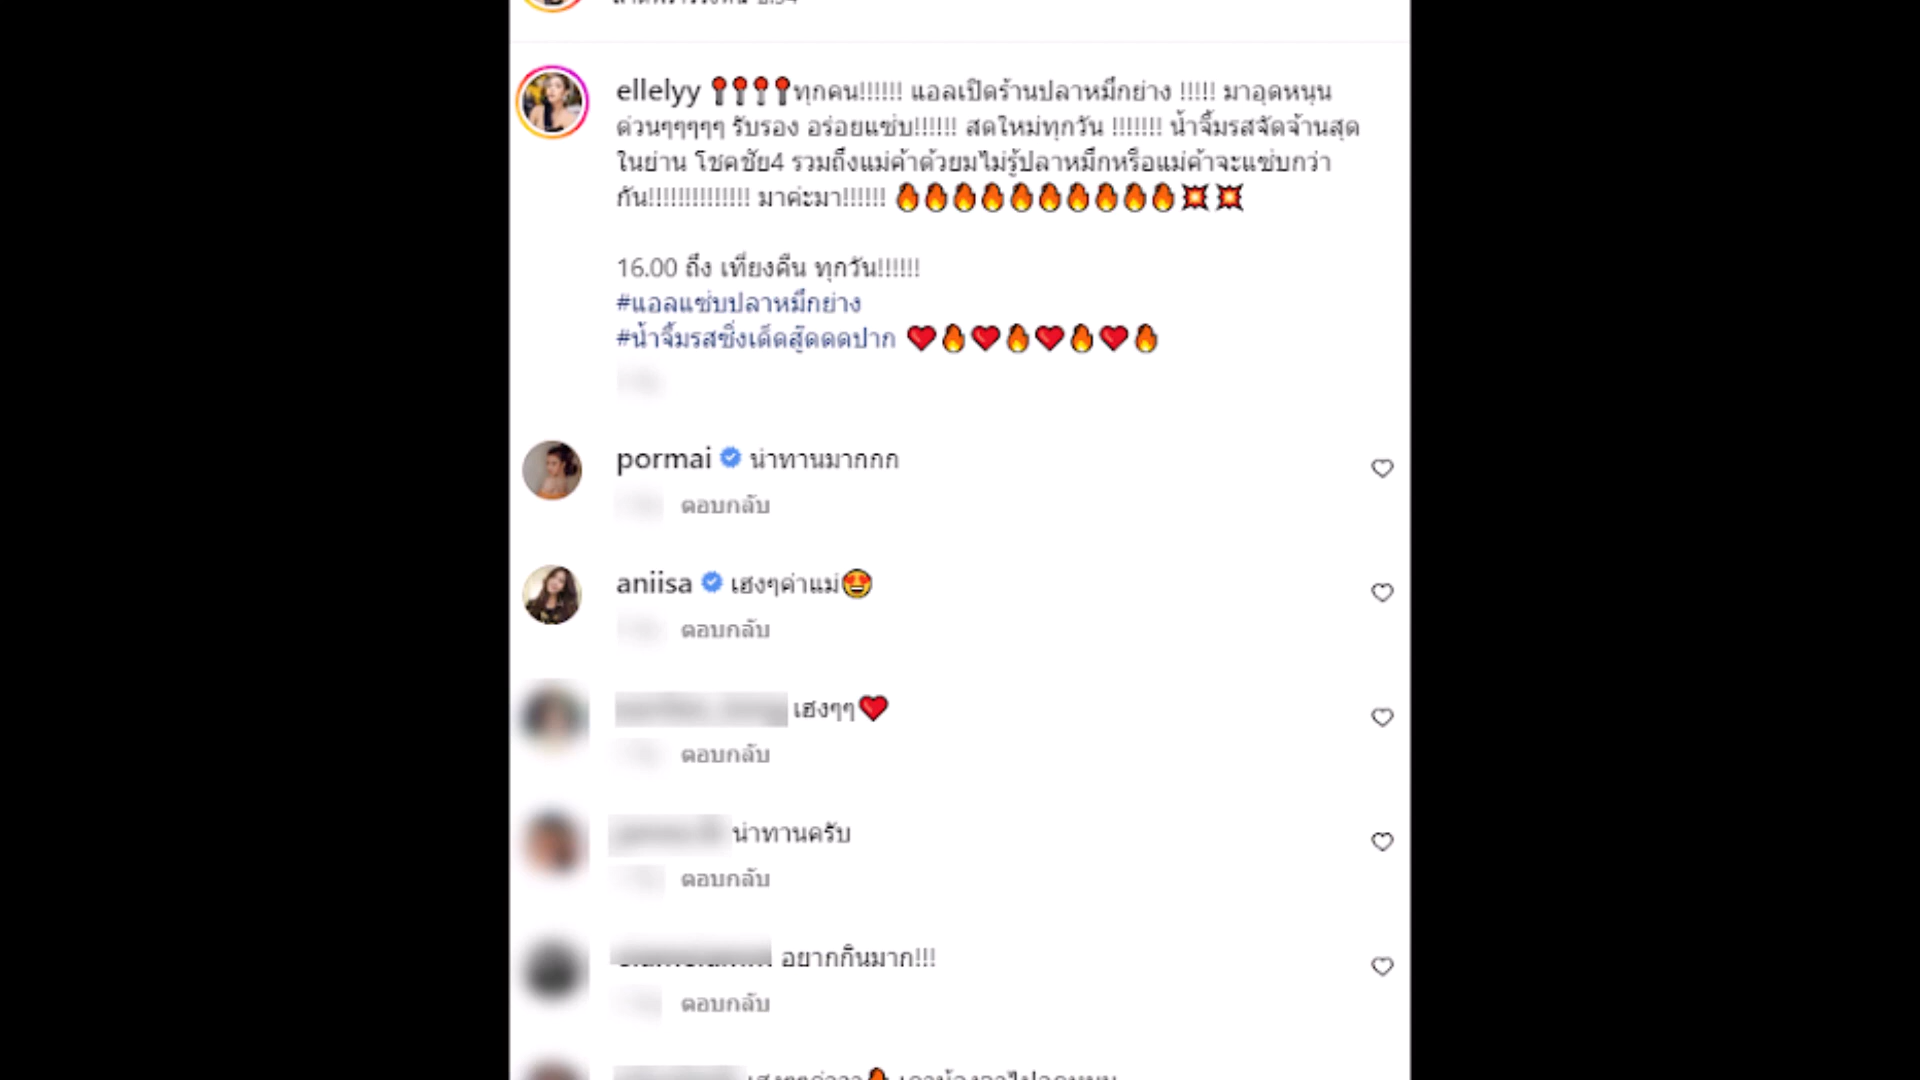 ellelyy 📍📍📍📍ทุกคน!!!!!! แอลเปิดร้านปลาหมึกย่าง !!!!! มาอุดหนุน
ด่วนๆๆๆๆๆ รับรอง อร่อยแซ่บ!!!!!! สดใหม่ทุกวัน !!!!!!! น้ำจิ้มรสจัดจ้านสุด
ในย่าน โชคชัย4 รวมถึงแม่ค้าด้วยมไม่รู้ปลาหมึกหรือแม่ค้าจะแซ่บกว่า
กัน!!!!!!!!!!!!!! มาค่ะมา!!!!!! 🔥🔥🔥🔥🔥🔥🔥🔥🔥🔥💥💥
16.00 ถึง เที่ยงคืน ทุกวัน!!!!!!
#แอลแซ่บปลาหมึกย่าง
#น้ำจิ้มรสซิ่งเด็ดสู๊ดดดปาก ❤️🔥❤️🔥❤️🔥❤️🔥
pormai น่าทานมากกก
ตอบกลับ
aniisa เฮงๆค่าแม่😍
ตอบกลับ
เฮงๆๆ❤️
ตอบกลับ
น่าทานครับ
ตอบกลับ
อยากกินมาก!!!
ตอบกลับ